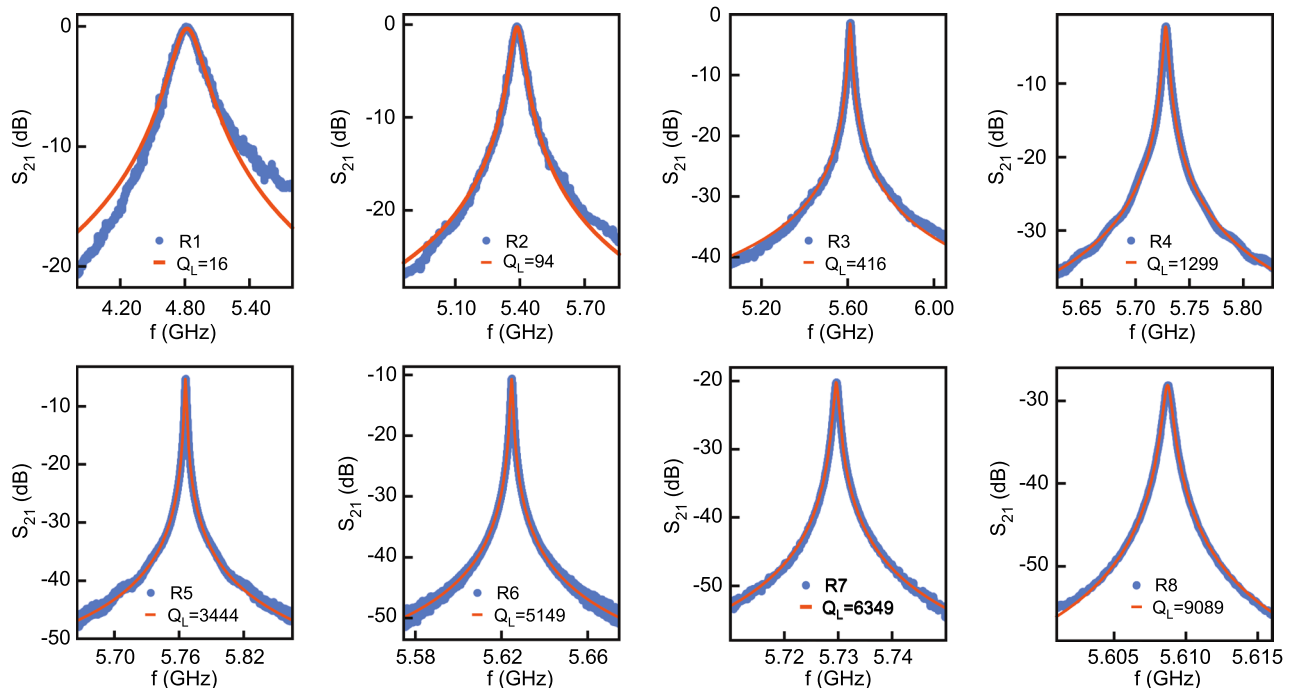 0
-10
-20
S21 (dB)
R1
QL=16
4.20 4.80 5.40
f (GHz)
0
-10
-20
S21 (dB)
R2
QL=94
5.10 5.40 5.70
f (GHz)
0
-10
-20
-30
-40
S21 (dB)
R3
QL=416
5.20 5.60 6.00
f (GHz)
-10
-20
-30
S21 (dB)
R4
QL=1299
5.65 5.70 5.75 5.80
f (GHz)
-10
-20
-30
-40
-50
S21 (dB)
R5
QL=3444
5.70 5.76 5.82
f (GHz)
-10
-20
-30
-40
-50
S21 (dB)
R6
QL=5149
5.58 5.62 5.66
f (GHz)
-20
-30
-40
-50
S21 (dB)
R7
QL=6349
5.72 5.73 5.74
f (GHz)
-30
-40
-50
S21 (dB)
R8
QL=9089
5.605 5.610 5.615
f (GHz)